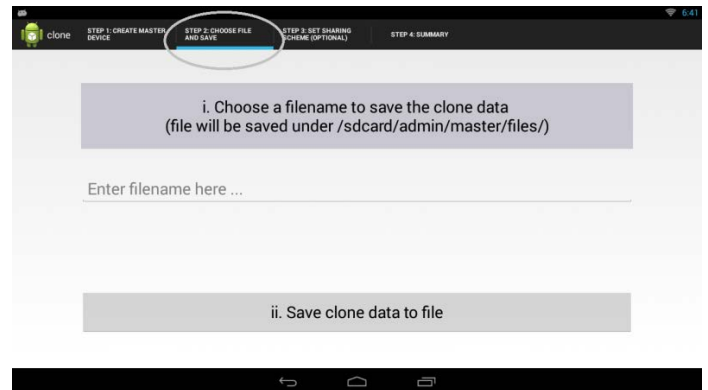 6:41
clone
STEP 1: CREATE MASTER
DEVICE
STEP 2: CHOOSE FILE
AND SAVE
STEP 3: SET SHARING
SCHEME (OPTIONAL)
STEP 4: SUMMARY
i. Choose a filename to save the clone data
(file will be saved under /sdcard/admin/master/files/)
Enter filename here ...
ii. Save clone data to file